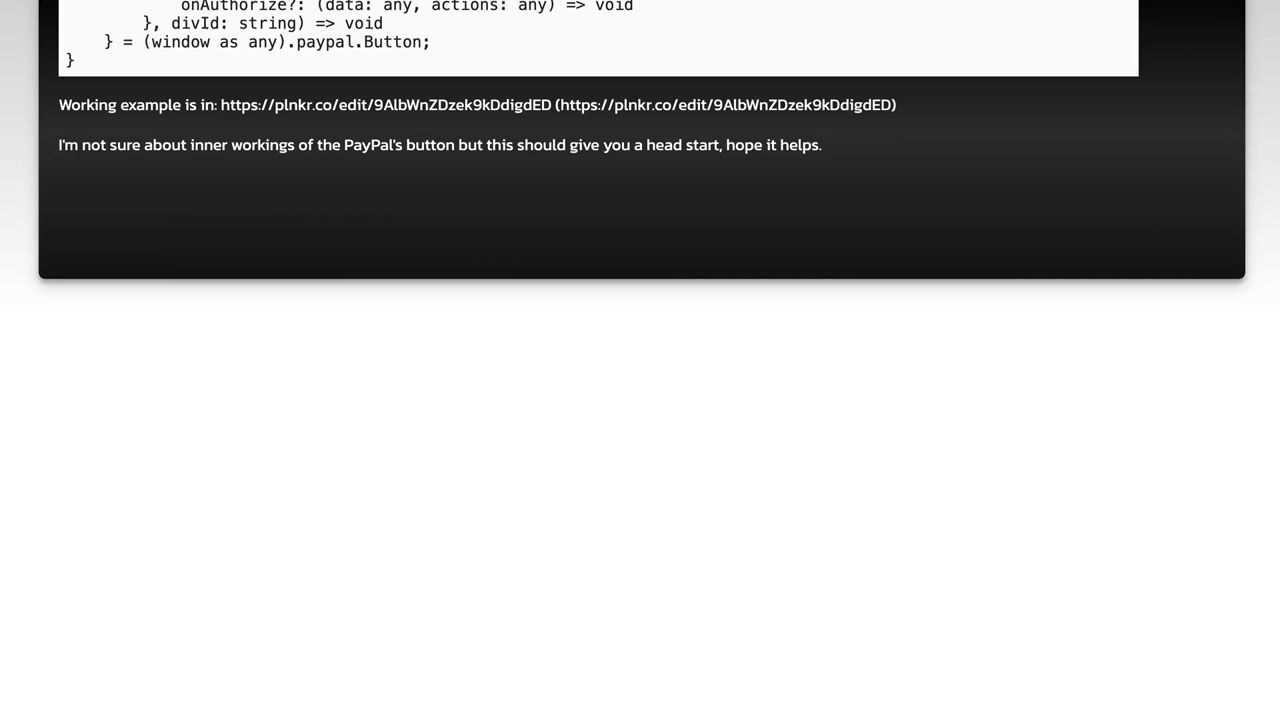 onAuthorize?: (data: any, actions: any) => void
}, divId: string) => void
} = (window as any).paypal.Button;
}
Working example is in: https://plnkr.co/edit/9AlbWnZDzek9kDdigdED (https://plnkr.co/edit/9AlbWnZDzek9kDdigdED)
I'm not sure about inner workings of the PayPal's button but this should give you a head start, hope it helps.